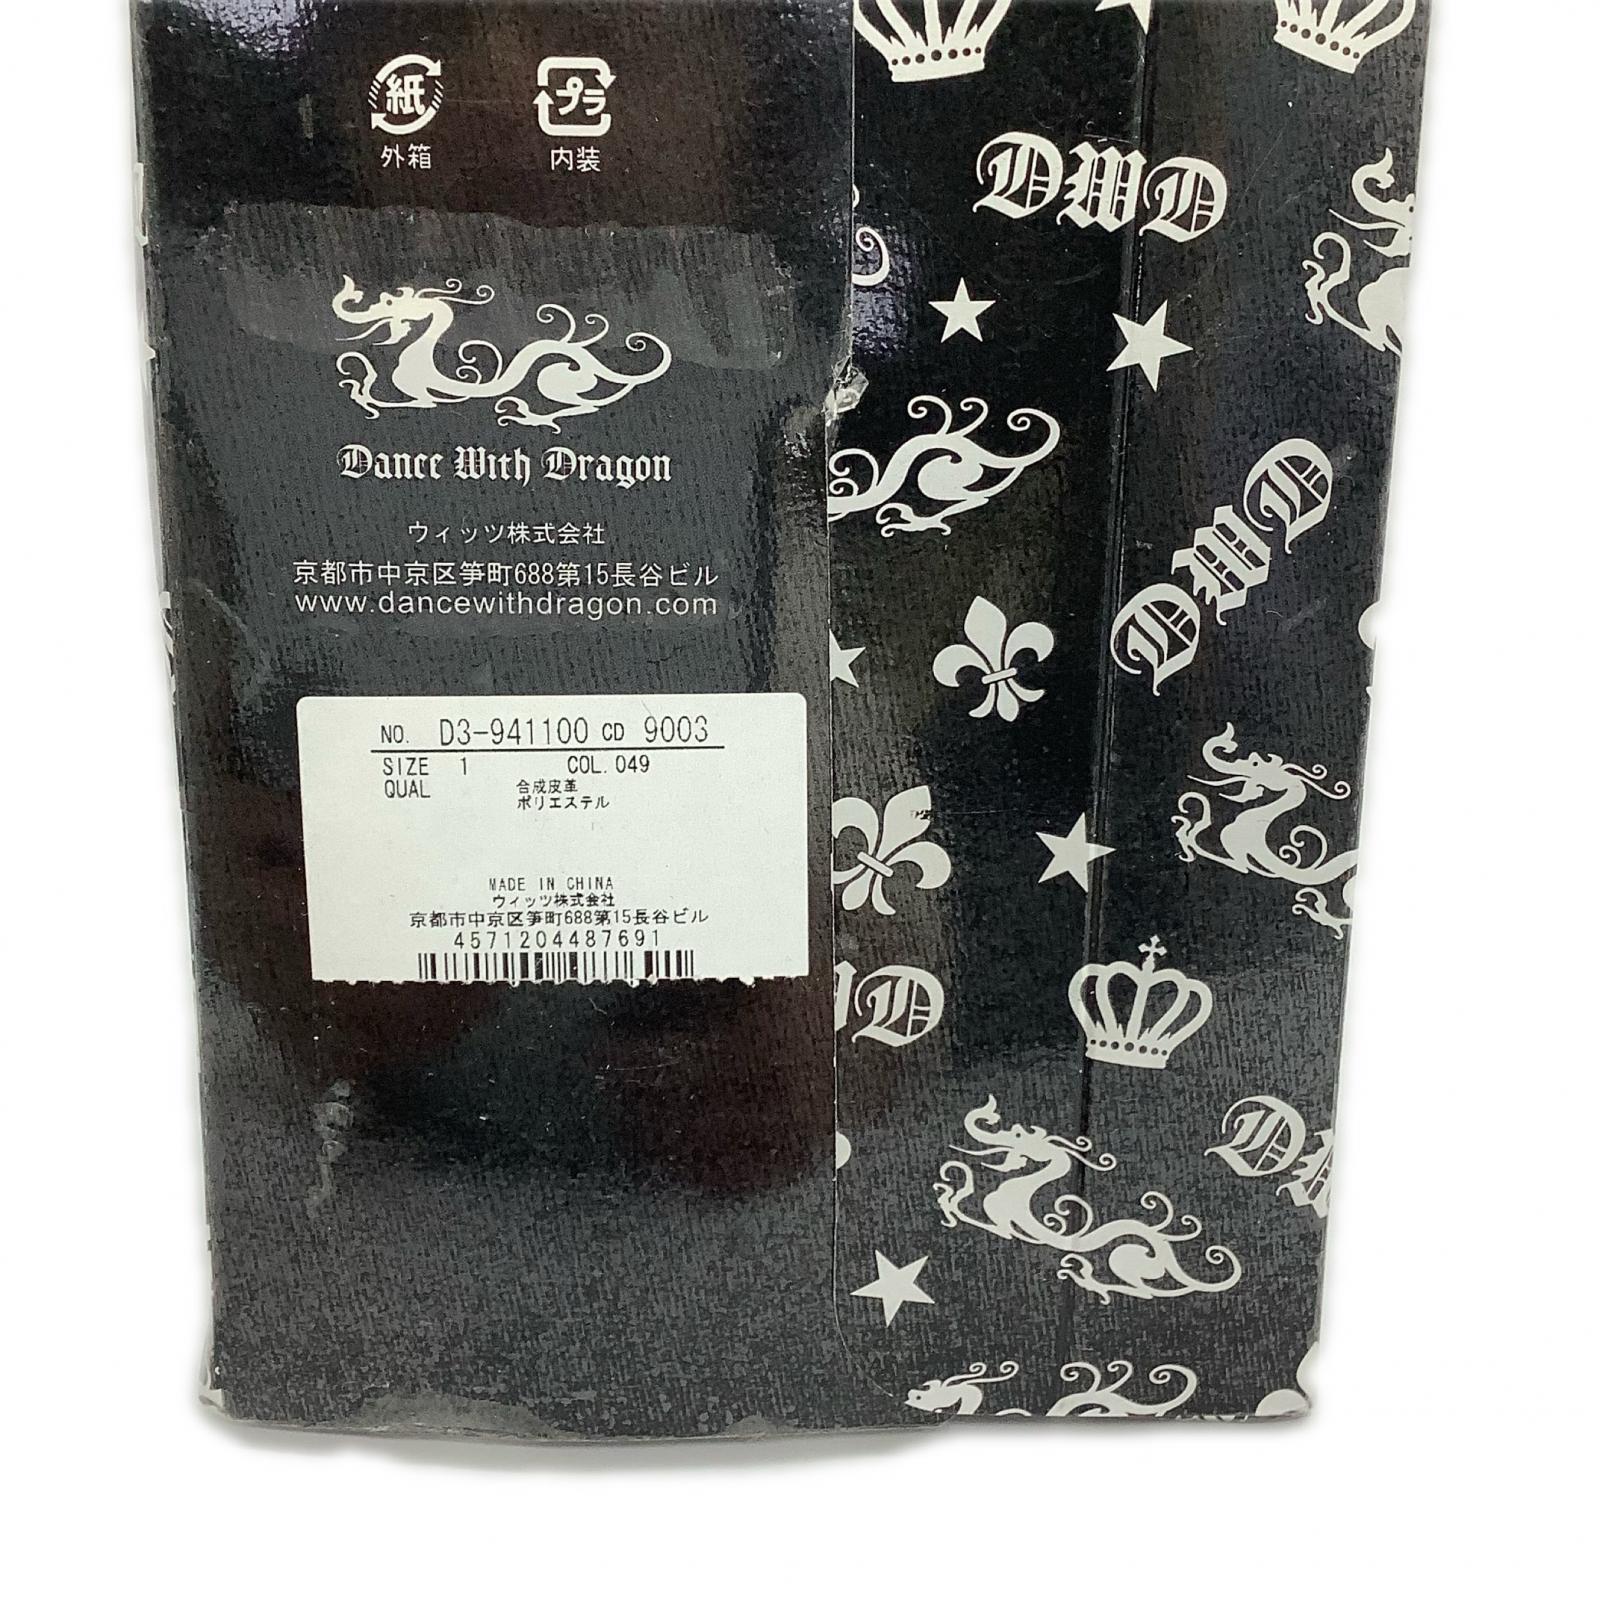 紙
外箱
プラ
内装
Dance With Dragon
ウィッツ株式会社
京都市中京区笋町688第15長谷ビル
www.dancewithdragon.com
NO. D3-941100 CD 9003
SIZE 1 COL.049
QUAL 合成皮革
ポリエステル
MADE IN CHINA
ウィッツ株式会社
京都市中京区笋町688第15長谷ビル
4571204487691
DWD
DWD
WD
DW